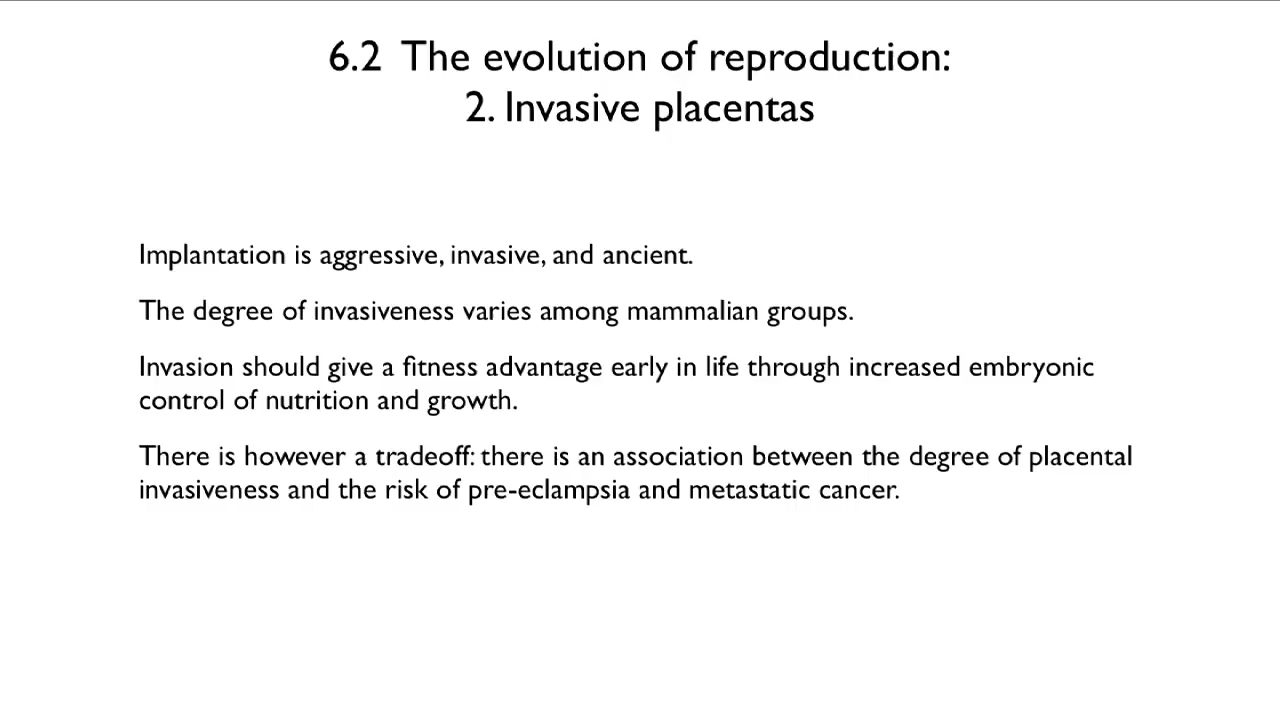 6.2 The evolution of reproduction:
2. Invasive placentas
Implantation is aggressive, invasive, and ancient.
The degree of invasiveness varies among mammalian groups.
Invasion should give a fitness advantage early in life through increased embryonic
control of nutrition and growth.
There is however a tradeoff: there is an association between the degree of placental
invasiveness and the risk of pre-eclampsia and metastatic cancer.